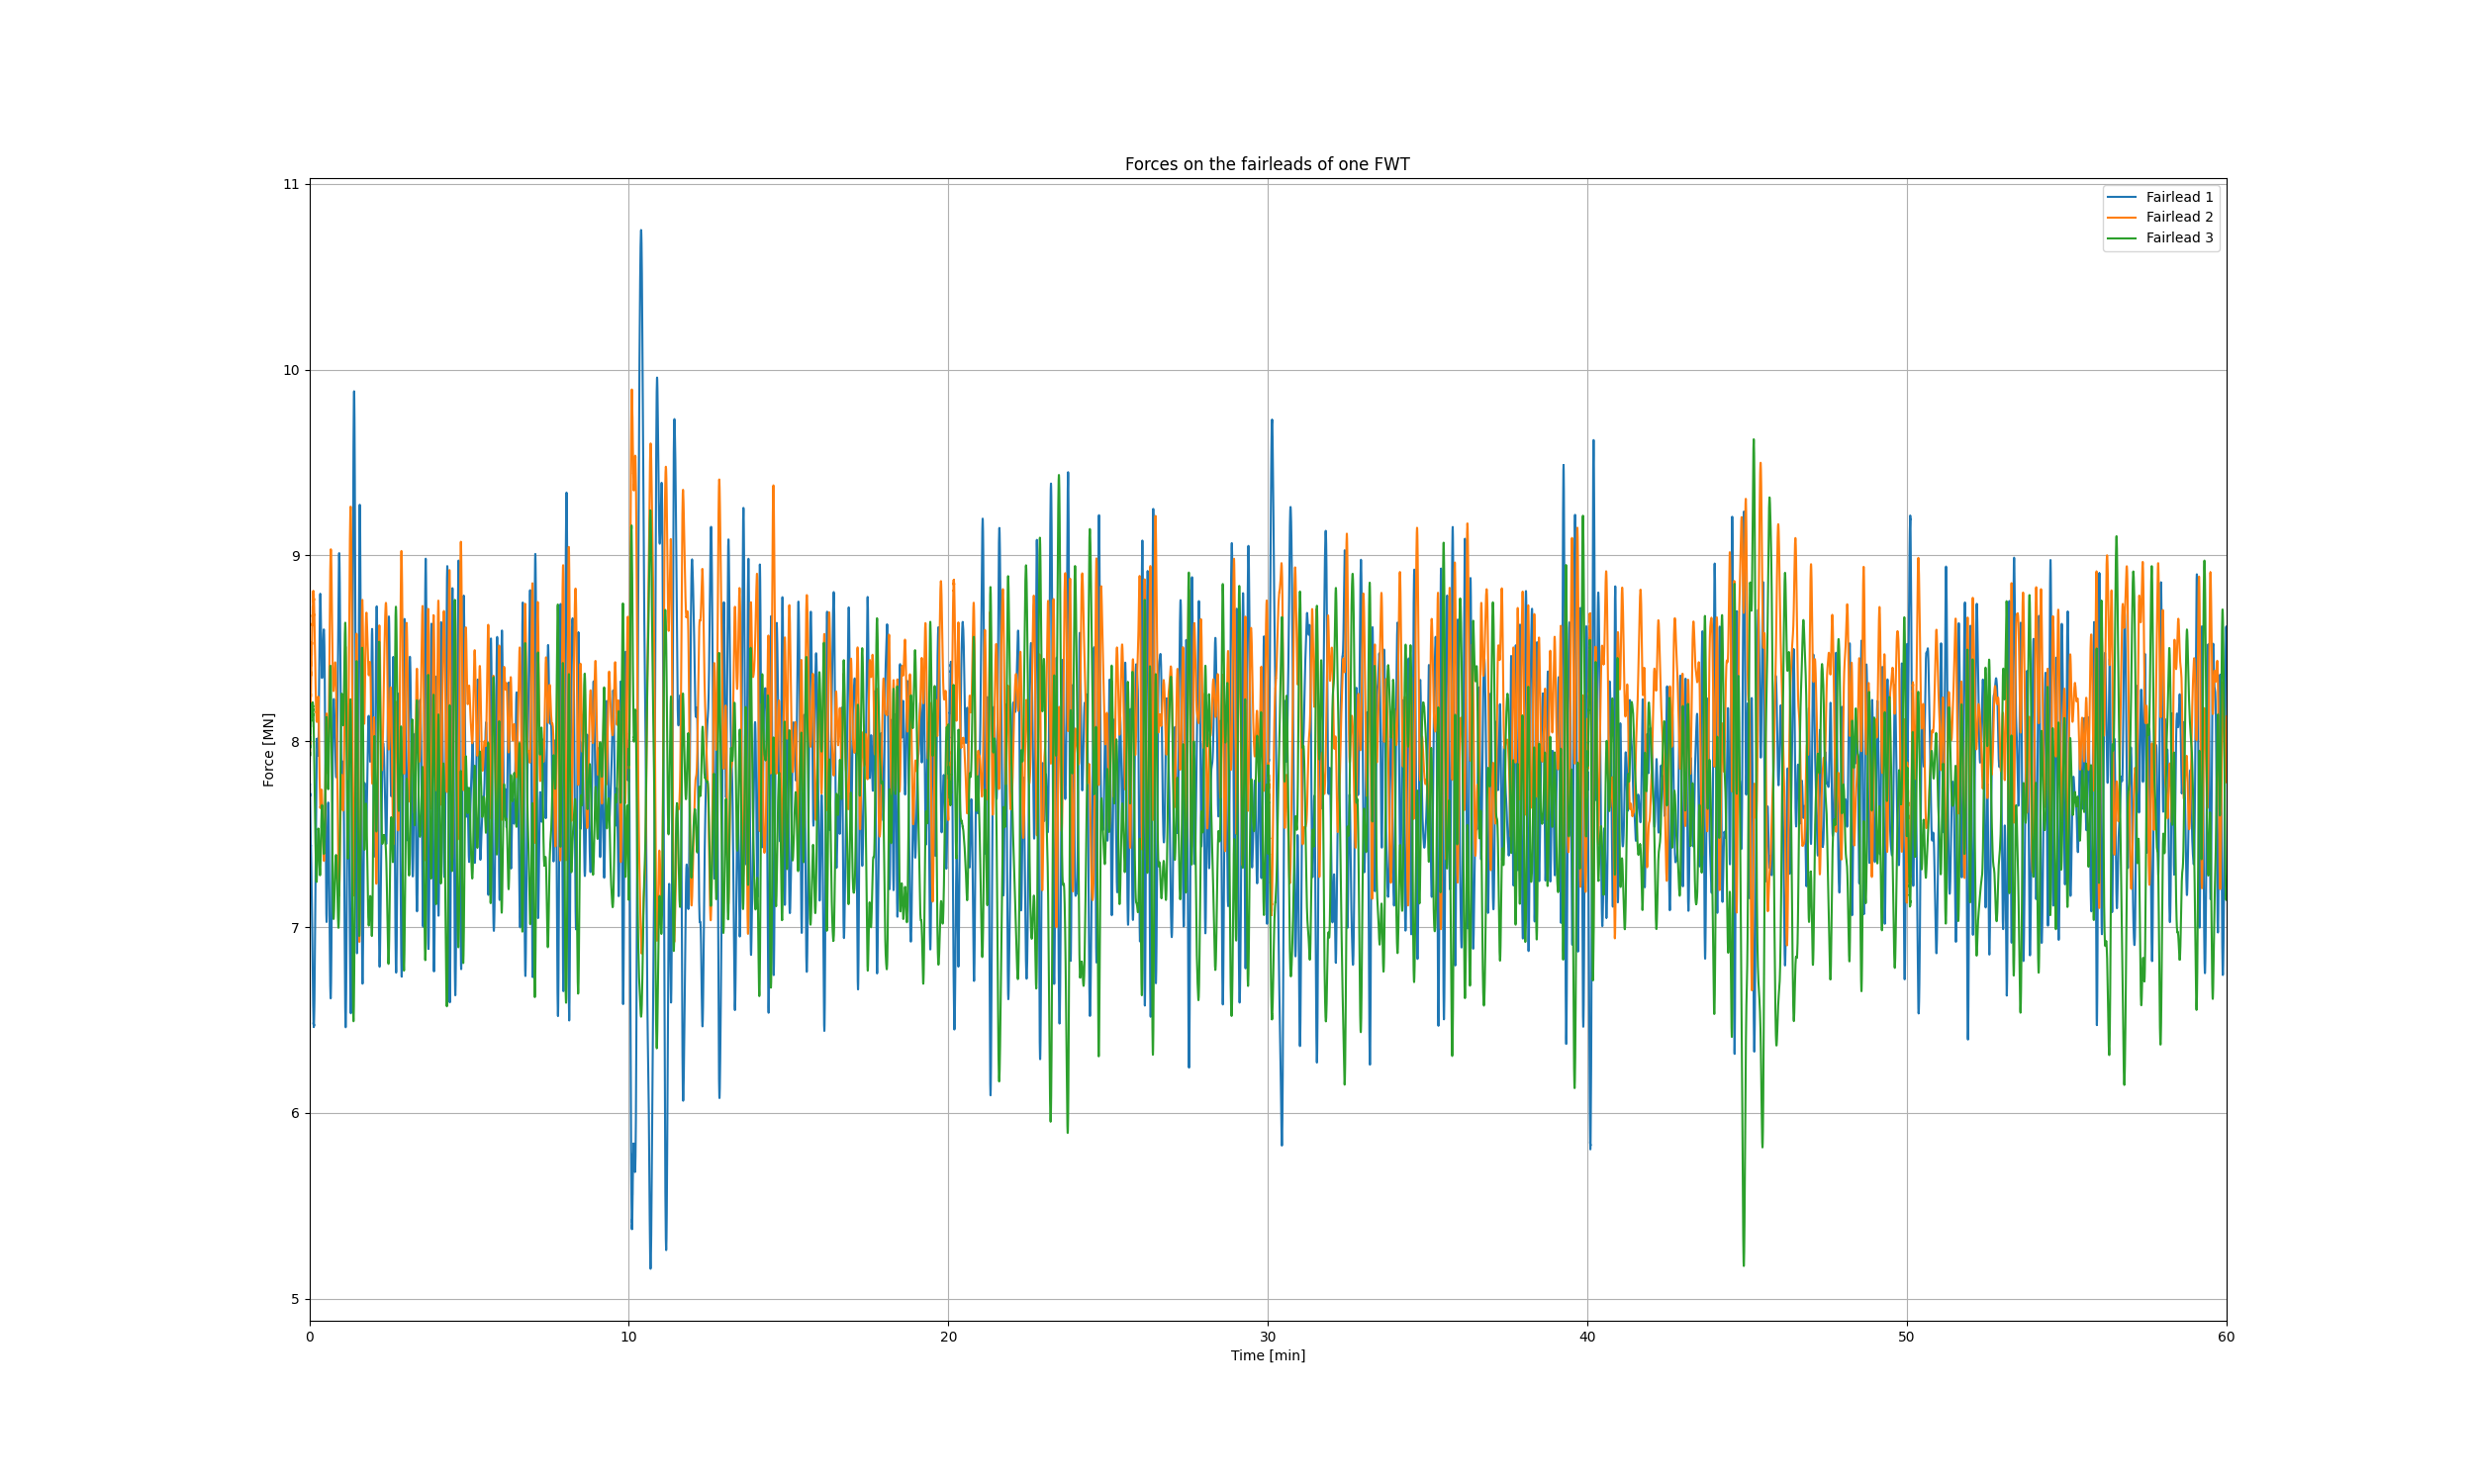 Forces on the fairleads of one FWT
11
10
9
8
7
6
5
Force [MN]
Fairlead 1
Fairlead 2
Fairlead 3
0 10 20 30 40 50 60
Time [min]